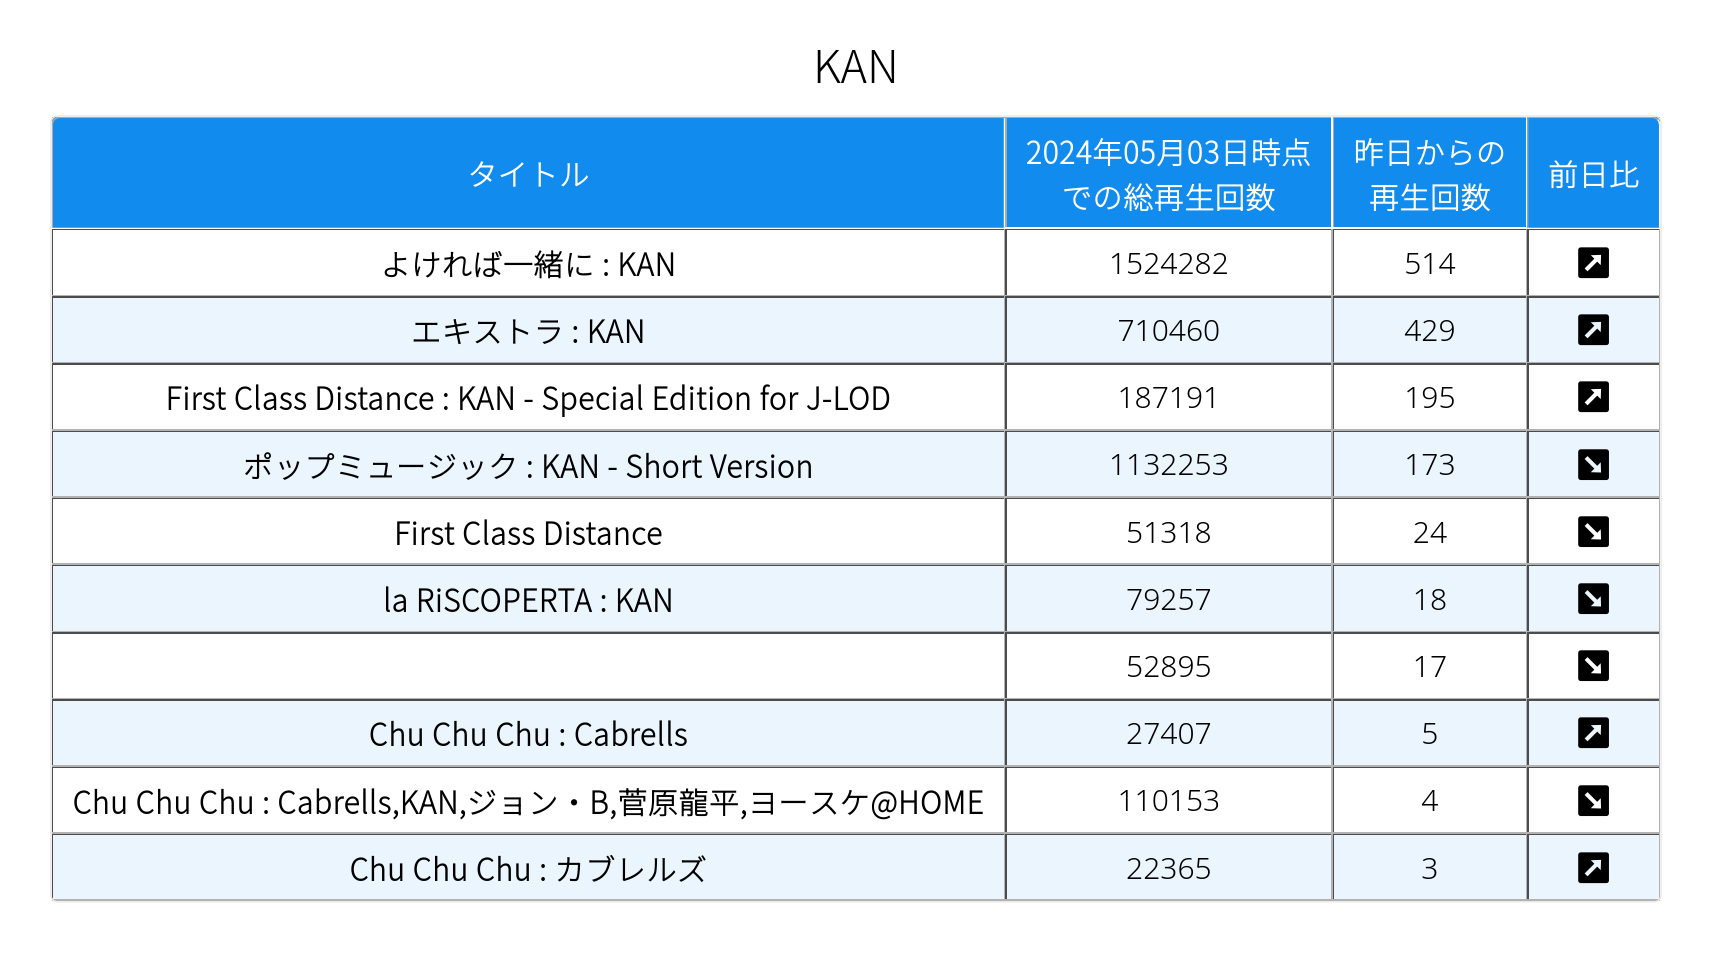 KAN
タイトル 2024年05月03日時点での総再生回数 昨日からの再生回数 前日比
よければ一緒に : KAN 1524282 514 ↗
エキストラ : KAN 710460 429 ↗
First Class Distance : KAN - Special Edition for J-LOD 187191 195 ↗
ポップミュージック : KAN - Short Version 1132253 173 ↘
First Class Distance 51318 24 ↘
la RiSCOPERTA : KAN 79257 18 ↘
52895 17 ↘
Chu Chu Chu : Cabrells 27407 5 ↗
Chu Chu Chu : Cabrells,KAN,ジョン・B,菅原龍平,ヨースケ@HOME 110153 4 ↘
Chu Chu Chu : カブレルズ 22365 3 ↗